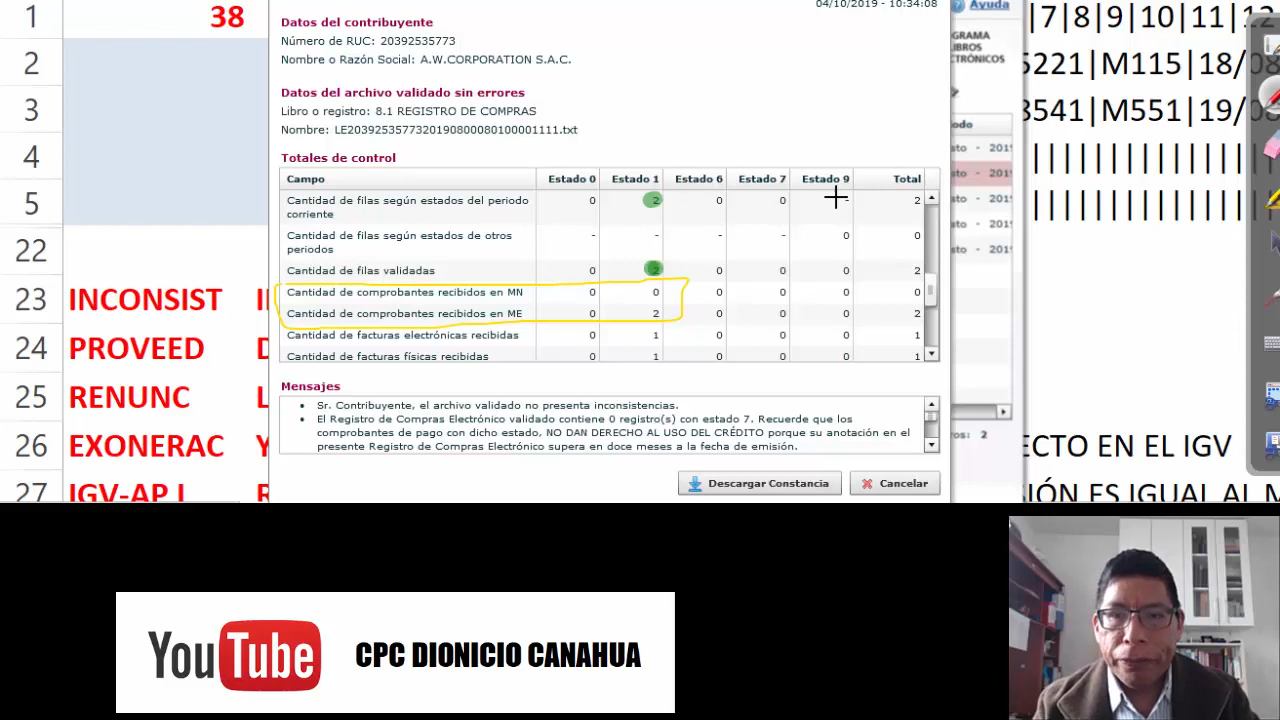 1 38
2
3
4
5
22
23 INCONSIST
24 PROVEED
25 RENUNC
26 EXONERAC
27 IGV-AP
04/10/2019 - 10:34:08
Datos del contribuyente
Número de RUC: 20392535773
Nombre o Razón Social: A.W.CORPORATION S.A.C.
Datos del archivo validado sin errores
Libro o registro: 8.1 REGISTRO DE COMPRAS
Nombre: LE2039253577320190800080100001111.txt
Totales de control
Campo Estado 0 Estado 1 Estado 6 Estado 7 Estado 9 Total
Cantidad de filas según estados del periodo corriente 0 2 0 0 - 2
Cantidad de filas según estados de otros periodos - - - - 0 0
Cantidad de filas validadas 0 2 0 0 0 2
Cantidad de comprobantes recibidos en MN 0 0 0 0 0 0
Cantidad de comprobantes recibidos en ME 0 2 0 0 0 2
Cantidad de facturas electrónicas recibidas 0 1 0 0 0 1
Cantidad de facturas físicas recibidas 0 1 0 0 0 1
Mensajes
• Sr. Contribuyente, el archivo validado no presenta inconsistencias.
• El Registro de Compras Electrónico validado contiene 0 registro(s) con estado 7. Recuerde que los
comprobantes de pago con dicho estado, NO DAN DERECHO AL USO DEL CRÉDITO porque su anotación en el
presente Registro de Compras Electrónico supera en doce meses a la fecha de emisión.
Descargar Constancia Cancelar
Ayuda
|7|8|9|10|11|12
5221|M115|18/0
8541|M551|19/0
ECTO EN EL IGV
SIÓN ES IGUAL AL M
YouTube CPC DIONICIO CANAHUA